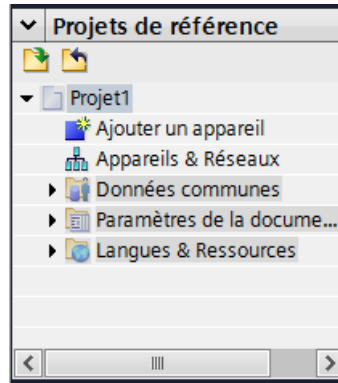 Projets de référence
Projet1
Ajouter un appareil
Appareils & Réseaux
Données communes
Paramètres de la docume...
Langues & Ressources